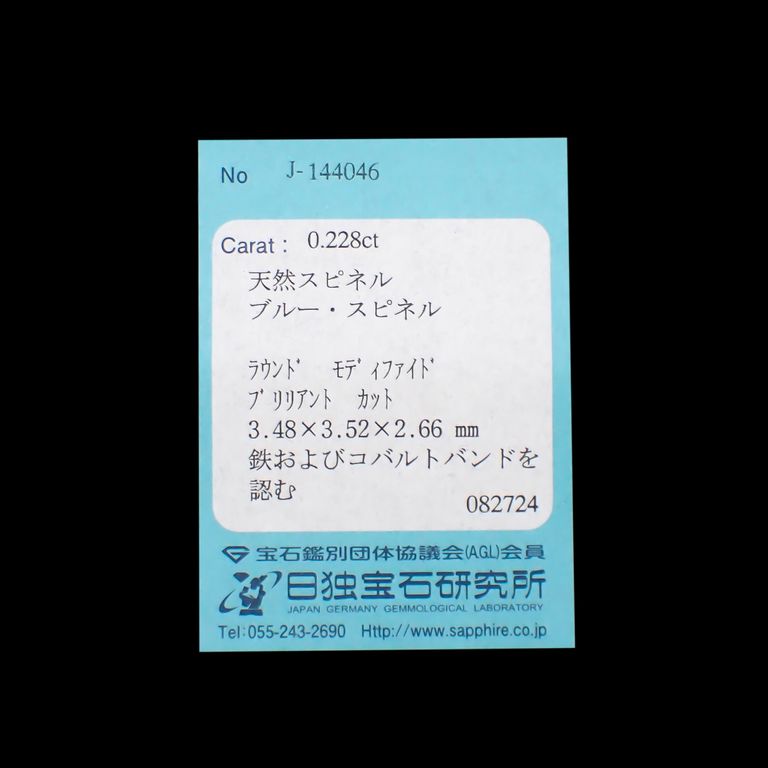 No J-144046
Carat : 0.228ct
天然スピネル
ブルー・スピネル
ﾗｳﾝﾄﾞ ﾓﾃﾞｨﾌｧｲﾄﾞ
ﾌﾞﾘﾘｱﾝﾄ ｶｯﾄ
3.48×3.52×2.66 mm
鉄およびコバルトバンドを
認む
082724
宝石鑑別団体協議会(AGL)会員
日独宝石研究所
JAPAN GERMANY GEMMOLOGICAL LABORATORY
Tel:055-243-2690 Http://www.sapphire.co.jp